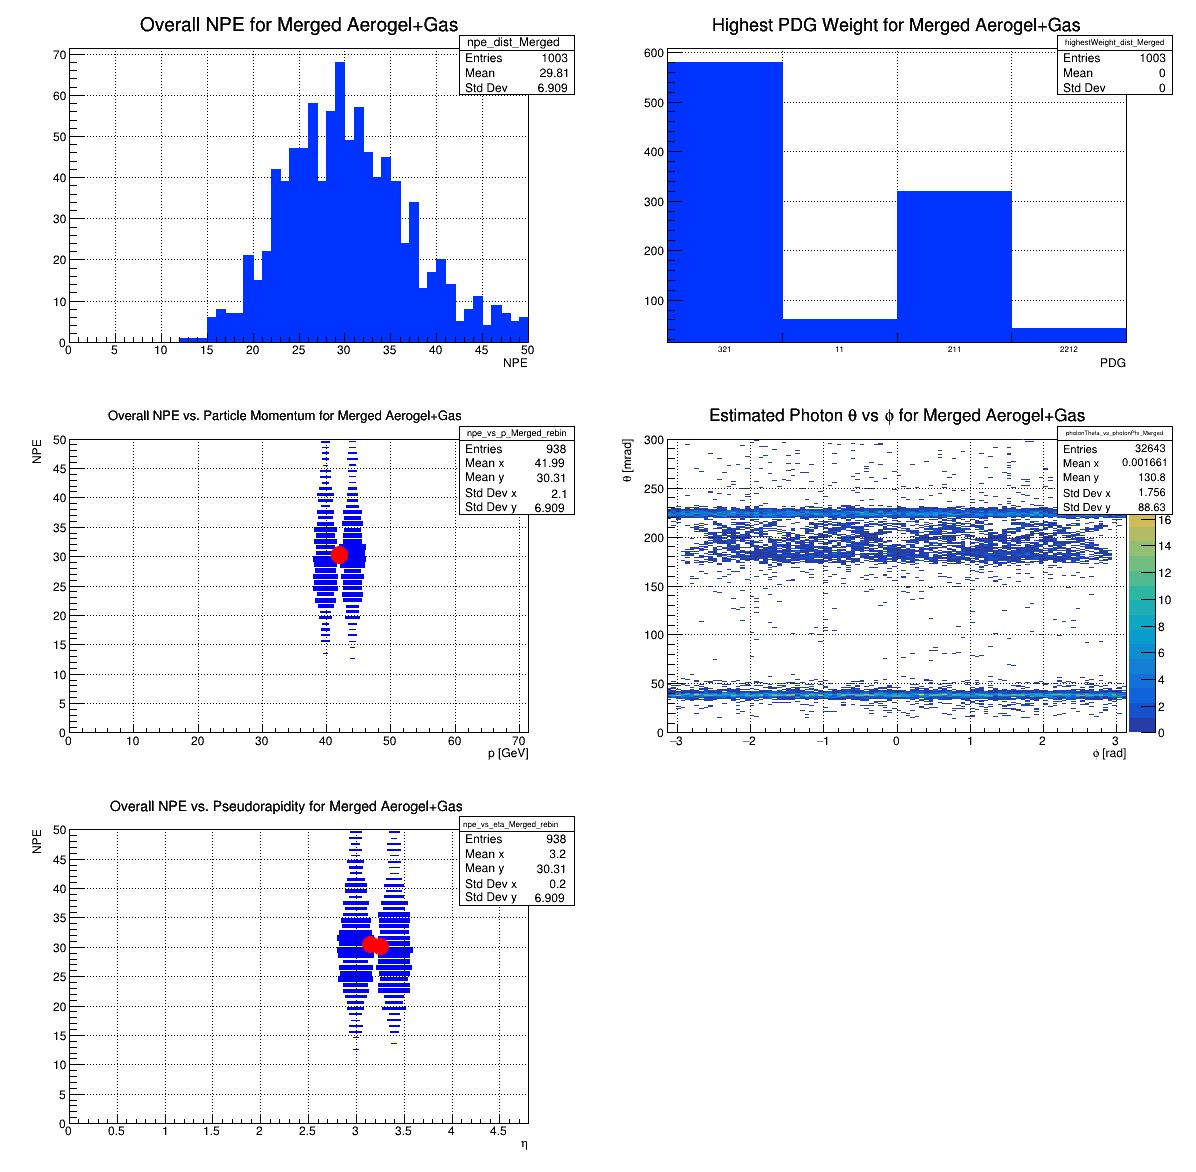 Overall NPE for Merged Aerogel+Gas
npe_dist_Merged
Entries 1003
Mean 29.81
Std Dev 6.909
70
60
50
40
30
20
10
0
0 5 10 15 20 25 30 35 40 45 50
NPE
Highest PDG Weight for Merged Aerogel+Gas
highestWeight_dist_Merged
Entries 1003
Mean 0
Std Dev 0
600
500
400
300
200
100
321 11 211 2212
PDG
Overall NPE vs. Particle Momentum for Merged Aerogel+Gas
npe_vs_p_Merged_rebin
Entries 938
Mean x 41.99
Mean y 30.31
Std Dev x 2.1
Std Dev y 6.909
NPE
50
45
40
35
30
25
20
15
10
5
0
0 10 20 30 40 50 60 70
p [GeV]
Estimated Photon θ vs ϕ for Merged Aerogel+Gas
photonTheta_vs_photonPhi_Merged
Entries 32643
Mean x 0.001661
Mean y 130.8
Std Dev x 1.756
Std Dev y 88.63
θ [mrad]
300
250
200
150
100
50
0
−3 −2 −1 0 1 2 3
ϕ [rad]
16
14
12
10
8
6
4
2
0
Overall NPE vs. Pseudorapidity for Merged Aerogel+Gas
npe_vs_eta_Merged_rebin
Entries 938
Mean x 3.2
Mean y 30.31
Std Dev x 0.2
Std Dev y 6.909
NPE
50
45
40
35
30
25
20
15
10
5
0
0 0.5 1 1.5 2 2.5 3 3.5 4 4.5
η